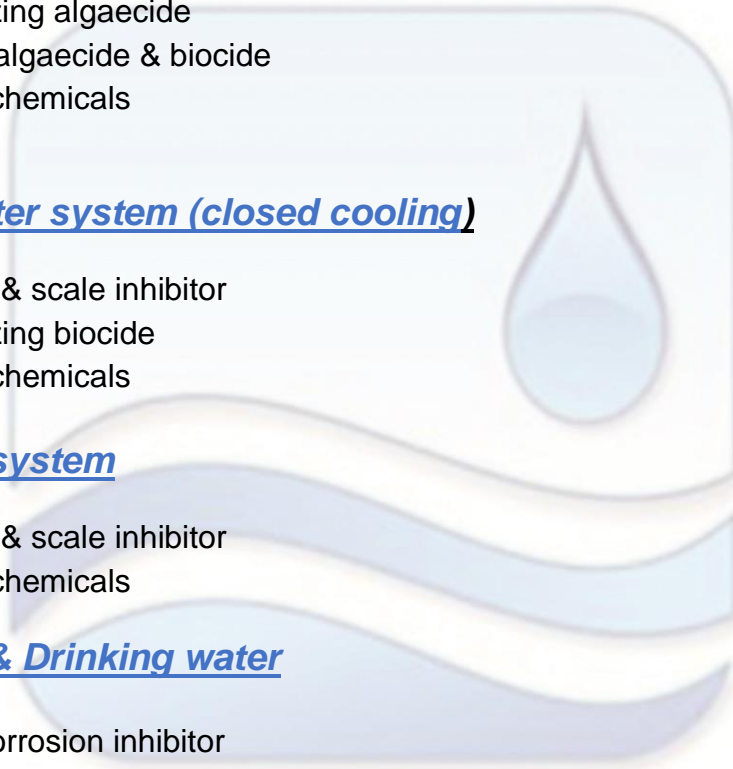 ting algaecide
algaecide & biocide
chemicals
ter system (closed cooling)
& scale inhibitor
ting biocide
chemicals
system
& scale inhibitor
chemicals
& Drinking water
orrosion inhibitor